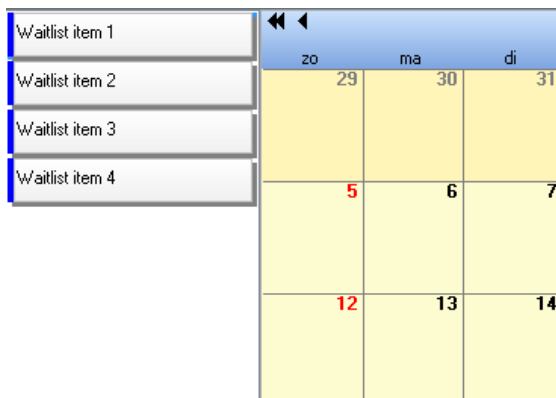 Waitlist item 1
Waitlist item 2
Waitlist item 3
Waitlist item 4
zo ma di
29 30 31
5 6 7
12 13 14